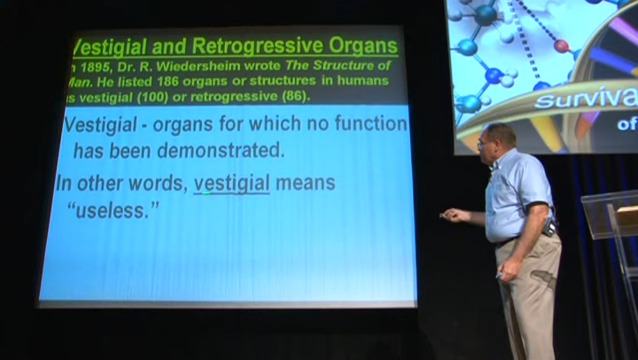 Vestigial and Retrogressive Organs
n 1895, Dr. R. Wiedersheim wrote The Structure of
Man. He listed 186 organs or structures in humans
as vestigial (100) or retrogressive (86).
Vestigial - organs for which no function
has been demonstrated.
In other words, vestigial means
"useless."
Surviva
of